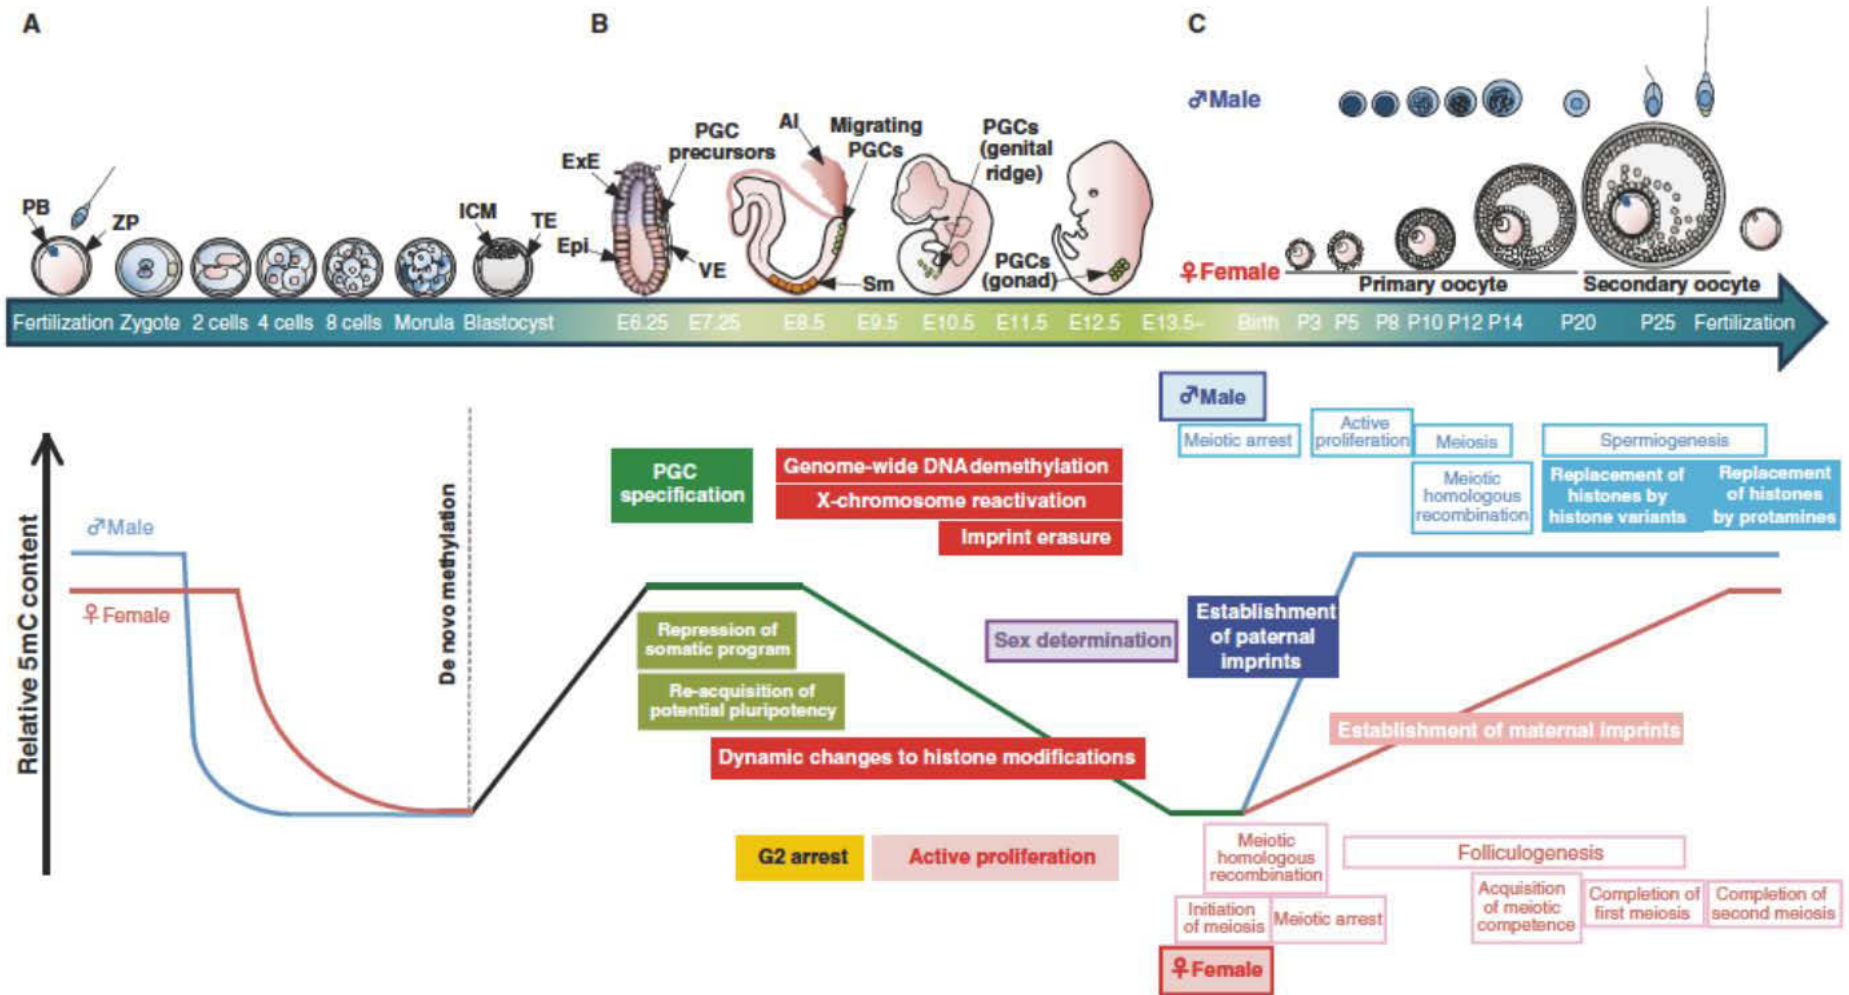 A
B
C
♂Male
PB
ZP
ICM
TE
ExE
PGC
precursors
Epi
VE
Al
Migrating
PGCs
Sm
PGCs
(genital
ridge)
PGCs
(gonad)
♀Female
Primary oocyte
Secondary oocyte
Fertilization Zygote 2 cells 4 cells 8 cells Morula Blastocyst E6.25 E7.25 E8.5 E9.5 E10.5 E11.5 E12.5 E13.5– Birth P3 P5 P8 P10 P12 P14 P20 P25 Fertilization
Relative 5mC content
♂Male
♀Female
De novo methylation
PGC
specification
Genome-wide DNA demethylation
X-chromosome reactivation
Imprint erasure
Repression of
somatic program
Re-acquisition of
potential pluripotency
Dynamic changes to histone modifications
G2 arrest
Active proliferation
Sex determination
♂Male
Meiotic arrest
Active
proliferation
Meiosis
Spermiogenesis
Meiotic
homologous
recombination
Replacement of
histones by
histone variants
Replacement
of histones
by protamines
Establishment
of paternal
imprints
Establishment of maternal imprints
Meiotic
homologous
recombination
Folliculogenesis
Initiation
of meiosis
Meiotic arrest
Acquisition
of meiotic
competence
Completion of
first meiosis
Completion of
second meiosis
♀Female